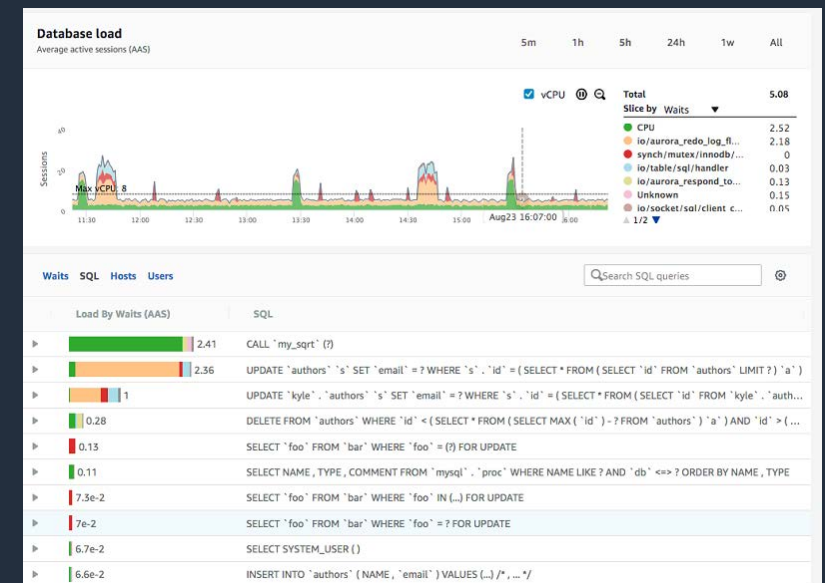 Database load
Average active sessions (AAS)
5m 1h 5h 24h 1w All
vCPU
Total 5.08
Slice by Waits
CPU 2.52
io/aurora_redo_log_fl... 2.18
synch/mutex/innodb/... 0
io/table/sql/handler 0.03
io/aurora_respond_to... 0.13
Unknown 0.15
io/socket/sql/client_c... 0.05
1/2
Sessions
40
20
0
Max vCPU: 8
11:30 12:00 12:30 13:00 13:30 14:00 14:30 15:00 Aug23 16:07:00 6:00
Waits SQL Hosts Users
Search SQL queries
Load By Waits (AAS) SQL
2.41 CALL `my_sqrt` (?)
2.36 UPDATE `authors` `s` SET `email` = ? WHERE `s` . `id` = ( SELECT * FROM ( SELECT `id` FROM `authors` LIMIT ? ) `a` )
1 UPDATE `kyle` . `authors` `s` SET `email` = ? WHERE `s` . `id` = ( SELECT * FROM ( SELECT `id` FROM `kyle` . `auth...
0.28 DELETE FROM `authors` WHERE `id` < ( SELECT * FROM ( SELECT MAX ( `id` ) - ? FROM `authors` ) `a` ) AND `id` > ( ...
0.13 SELECT `foo` FROM `bar` WHERE `foo` = (?) FOR UPDATE
0.11 SELECT NAME , TYPE , COMMENT FROM `mysql` . `proc` WHERE NAME LIKE ? AND `db` <=> ? ORDER BY NAME , TYPE
7.3e-2 SELECT `foo` FROM `bar` WHERE `foo` IN (...) FOR UPDATE
7e-2 SELECT `foo` FROM `bar` WHERE `foo` = ? FOR UPDATE
6.7e-2 SELECT SYSTEM_USER ( )
6.6e-2 INSERT INTO `authors` ( NAME , `email` ) VALUES (...) /* , ... */